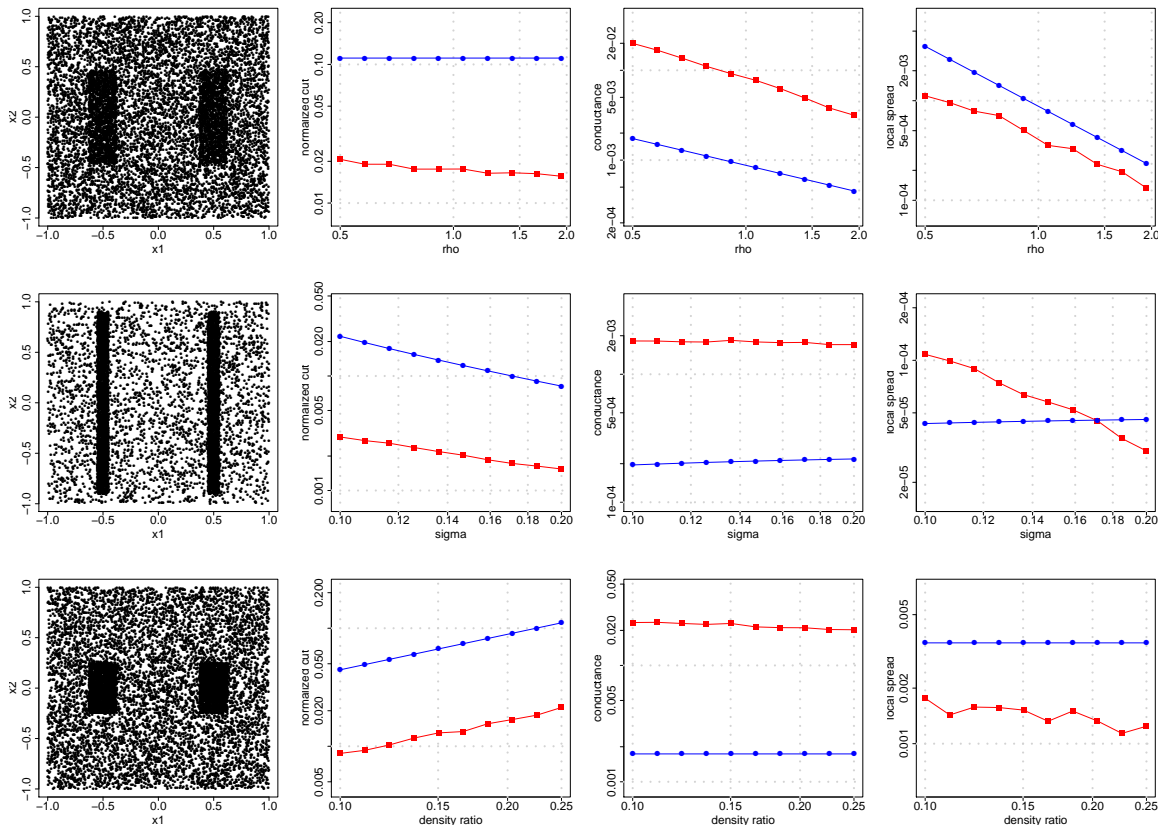 1.0
0.5
0.0
−0.5
−1.0
x2
−1.0 −0.5 0.0 0.5 1.0
x1
0.20
0.10
0.05
0.02
0.01
normalized cut
0.5 1.0 1.5 2.0
rho
2e−02
5e−03
1e−03
2e−04
conductance
0.5 1.0 1.5 2.0
rho
2e−03
5e−04
1e−04
local spread
0.5 1.0 1.5 2.0
rho
1.0
0.5
0.0
−0.5
−1.0
x2
−1.0 −0.5 0.0 0.5 1.0
x1
0.050
0.020
0.005
0.001
normalized cut
0.10 0.12 0.14 0.16 0.20
sigma
2e−03
5e−04
1e−04
conductance
0.10 0.12 0.14 0.16 0.20
sigma
2e−04
1e−04
5e−05
2e−05
local spread
0.10 0.12 0.14 0.16 0.20
sigma
1.0
0.5
0.0
−0.5
−1.0
x2
−1.0 −0.5 0.0 0.5 1.0
x1
0.200
0.050
0.020
0.005
normalized cut
0.10 0.15 0.20 0.25
density ratio
0.050
0.020
0.005
0.001
conductance
0.10 0.15 0.20 0.25
density ratio
0.005
0.002
0.001
local spread
0.10 0.15 0.20 0.25
density ratio